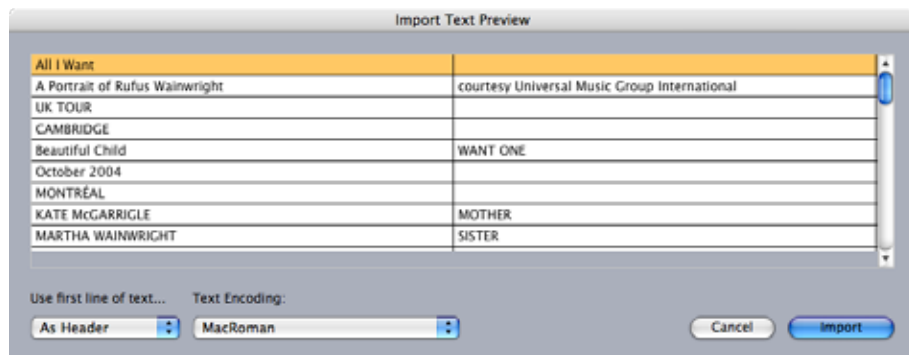 Import Text Preview
All I Want
A Portrait of Rufus Wainwright courtesy Universal Music Group International
UK TOUR
CAMBRIDGE
Beautiful Child WANT ONE
October 2004
MONTRÉAL
KATE McGARRIGLE MOTHER
MARTHA WAINWRIGHT SISTER
Use first line of text... Text Encoding:
As Header MacRoman Cancel Import